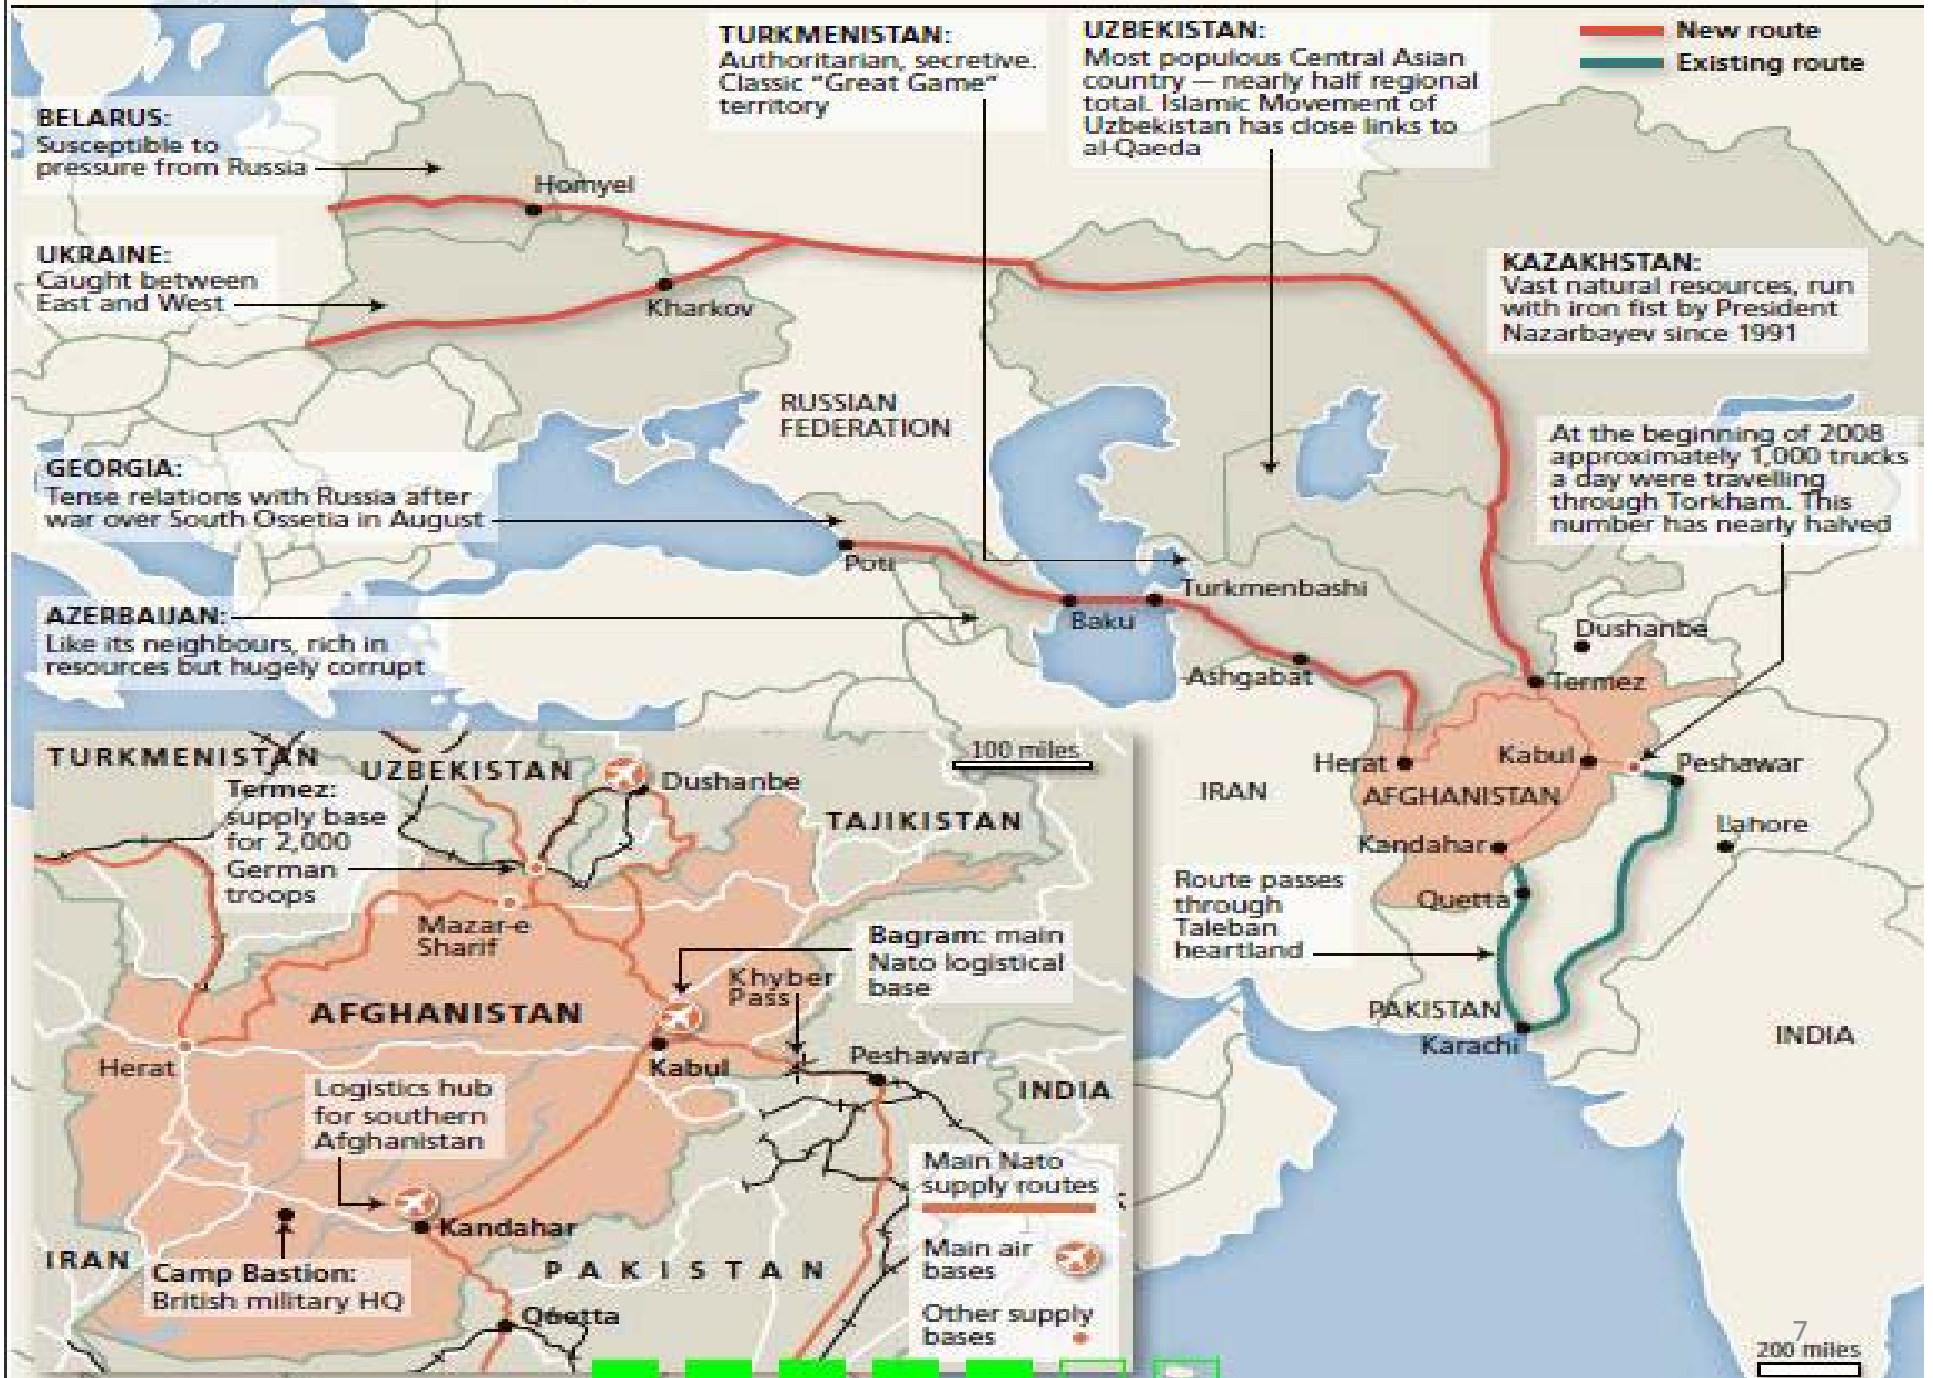 TURKMENISTAN:
Authoritarian, secretive.
Classic “Great Game”
territory
UZBEKISTAN:
Most populous Central Asian
country — nearly half regional
total. Islamic Movement of
Uzbekistan has close links to
al-Qaeda
New route
Existing route
BELARUS:
Susceptible to
pressure from Russia
Homyel
UKRAINE:
Caught between
East and West
Kharkov
KAZAKHSTAN:
Vast natural resources, run
with iron fist by President
Nazarbayev since 1991
RUSSIAN
FEDERATION
At the beginning of 2008
approximately 1,000 trucks
a day were travelling
through Torkham. This
number has nearly halved
GEORGIA:
Tense relations with Russia after
war over South Ossetia in August
Poti
Turkmenbashi
AZERBAIJAN:
Like its neighbours, rich in
resources but hugely corrupt
Baku
Ashgabat
Dushanbe
Termez
Herat
Kabul
Peshawar
IRAN
AFGHANISTAN
Lahore
Kandahar
Route passes
through
Taleban
heartland
Quetta
PAKISTAN
Karachi
INDIA
TURKMENISTAN
UZBEKISTAN
100 miles
Dushanbe
Termez:
supply base
for 2,000
German
troops
TAJIKISTAN
Mazar-e
Sharif
Bagram: main
Nato logistical
base
Khyber
Pass
AFGHANISTAN
Herat
Kabul
Peshawar
INDIA
Logistics hub
for southern
Afghanistan
Main Nato
supply routes
Kandahar
IRAN
Camp Bastion:
British military HQ
PAKISTAN
Main air
bases
Quetta
Other supply
bases
7
200 miles